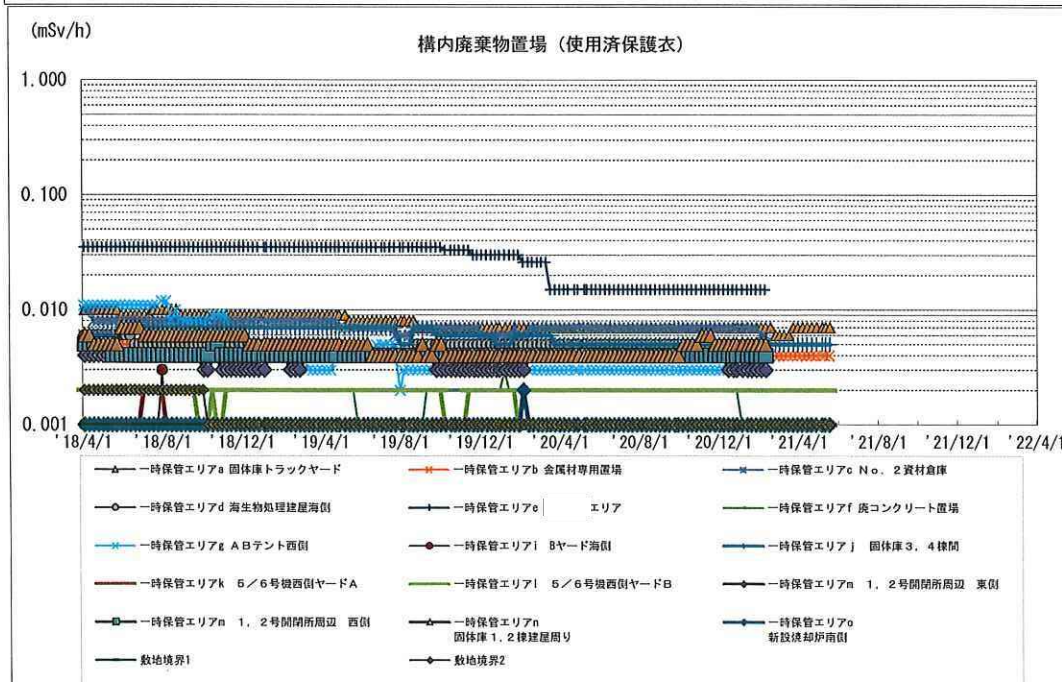 (mSv/h)
構内廃棄物置場（使用済保護衣）
1.000
0.100
0.010
0.001
'18/4/1 '18/8/1 '18/12/1 '19/4/1 '19/8/1 '19/12/1 '20/4/1 '20/8/1 '20/12/1 '21/4/1 '21/8/1 '21/12/1 '22/4/1
一時保管エリアa 固体庫トラックヤード
一時保管エリアb 金属材専用置場
一時保管エリアc No．2資材倉庫
一時保管エリアd 海生物処理建屋海側
一時保管エリアe エリア
一時保管エリアf 廃コンクリート置場
一時保管エリアg ABテント西側
一時保管エリアi Bヤード海側
一時保管エリアj 固体庫3，4棟間
一時保管エリアk 5／6号機西側ヤードA
一時保管エリアl 5／6号機西側ヤードB
一時保管エリアm 1，2号開閉所周辺 東側
一時保管エリアm 1，2号開閉所周辺 西側
一時保管エリアn
固体庫1，2棟建屋周り
一時保管エリアo
新設焼却炉南側
敷地境界1
敷地境界2